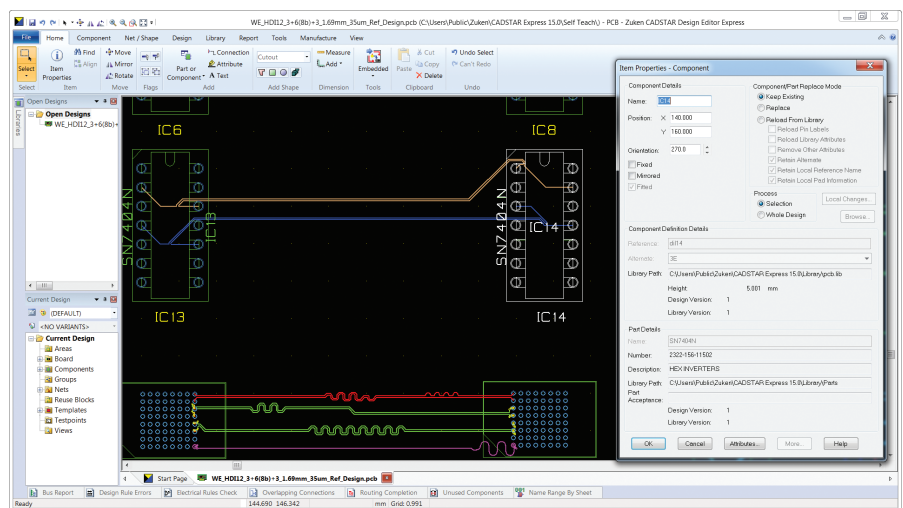 WE_HDI12_3+6(8b)+3_1.69mm_35um_Ref_Design.pcb (C:\Users\Public\Zuken\CADSTAR Express 15.0\Self Teach\) - PCB - Zuken CADSTAR Design Editor Express
File Home Component Net / Shape Design Library Report Tools Manufacture View
Select
Item Properties
Find
Align
Move
Mirror
Rotate
Part or Component
Connection
Attribute
A Text
Cutout
Measure
Add
Embedded
Paste
Cut
Copy
Delete
Undo Select
Can't Redo
Select Item Move Flags Add Add Shape Dimension Tools Clipboard Undo
Open Designs
Libraries
Open Designs
WE_HDI12_3+6(8b)+
Current Design
(DEFAULT)
<NO VARIANTS>
Current Design
Areas
Board
Components
Groups
Nets
Reuse Blocks
Templates
Testpoints
Views
IC6
IC8
SN7404N
IC13
SN7404N
IC14
IC13
IC14
Item Properties - Component
Component Details
Name: IC14
Position: X 140.000
Y 160.000
Orientation: 270.0
Fixed
Mirrored
Fitted
Component/Part Replace Mode
Keep Existing
Replace
Reload From Library
Reload Pin Labels
Reload Library Attributes
Remove Other Attributes
Retain Alternate
Retain Local Reference Name
Retain Local Pad Information
Process
Selection
Whole Design
Local Changes...
Browse...
Component Definition Details
Reference: dil14
Alternate: 3E
Library Path: C:\Users\Public\Zuken\CADSTAR Express 15.0\Library\pcb.lib
Height: 5.001 mm
Design Version: 1
Library Version: 1
Part Details
Name: SN7404N
Number: 2322-156-11502
Description: HEX INVERTERS
Library Path: C:\Users\Public\Zuken\CADSTAR Express 15.0\Library\Parts
Part Acceptance:
Design Version: 1
Library Version: 1
OK Cancel Attributes... More... Help
Start Page WE_HDI12_3+6(8b)+3_1.69mm_35um_Ref_Design.pcb
Bus Report Design Rule Errors Electrical Rules Check Overlapping Connections Routing Completion Unused Components Name Range By Sheet
Ready 144.690 146.342 mm Grid: 0.991